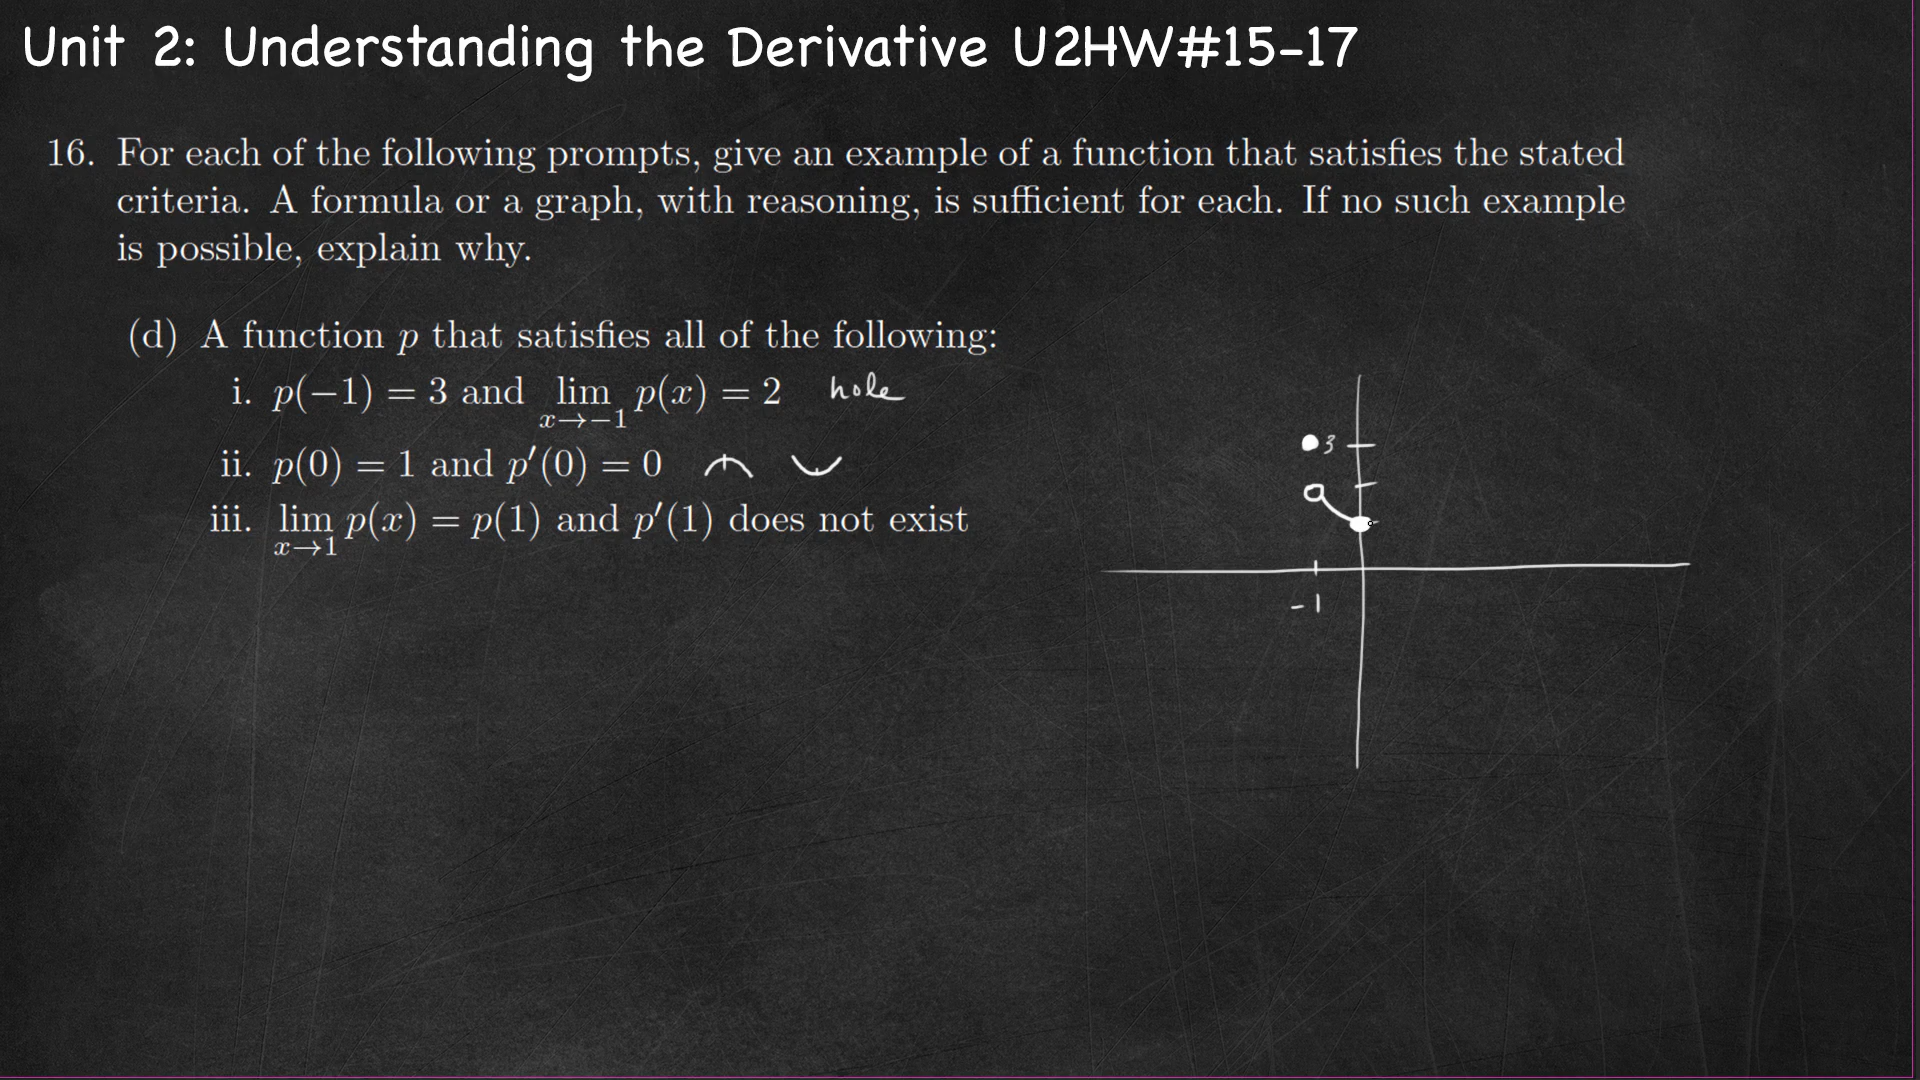 Unit 2: Understanding the Derivative U2HW#15-17
16. For each of the following prompts, give an example of a function that satisfies the stated
criteria. A formula or a graph, with reasoning, is sufficient for each. If no such example
is possible, explain why.
(d) A function p that satisfies all of the following:
i. p(−1) = 3 and lim x→−1 p(x) = 2 hole
ii. p(0) = 1 and p′(0) = 0
iii. lim x→1 p(x) = p(1) and p′(1) does not exist
3
-1